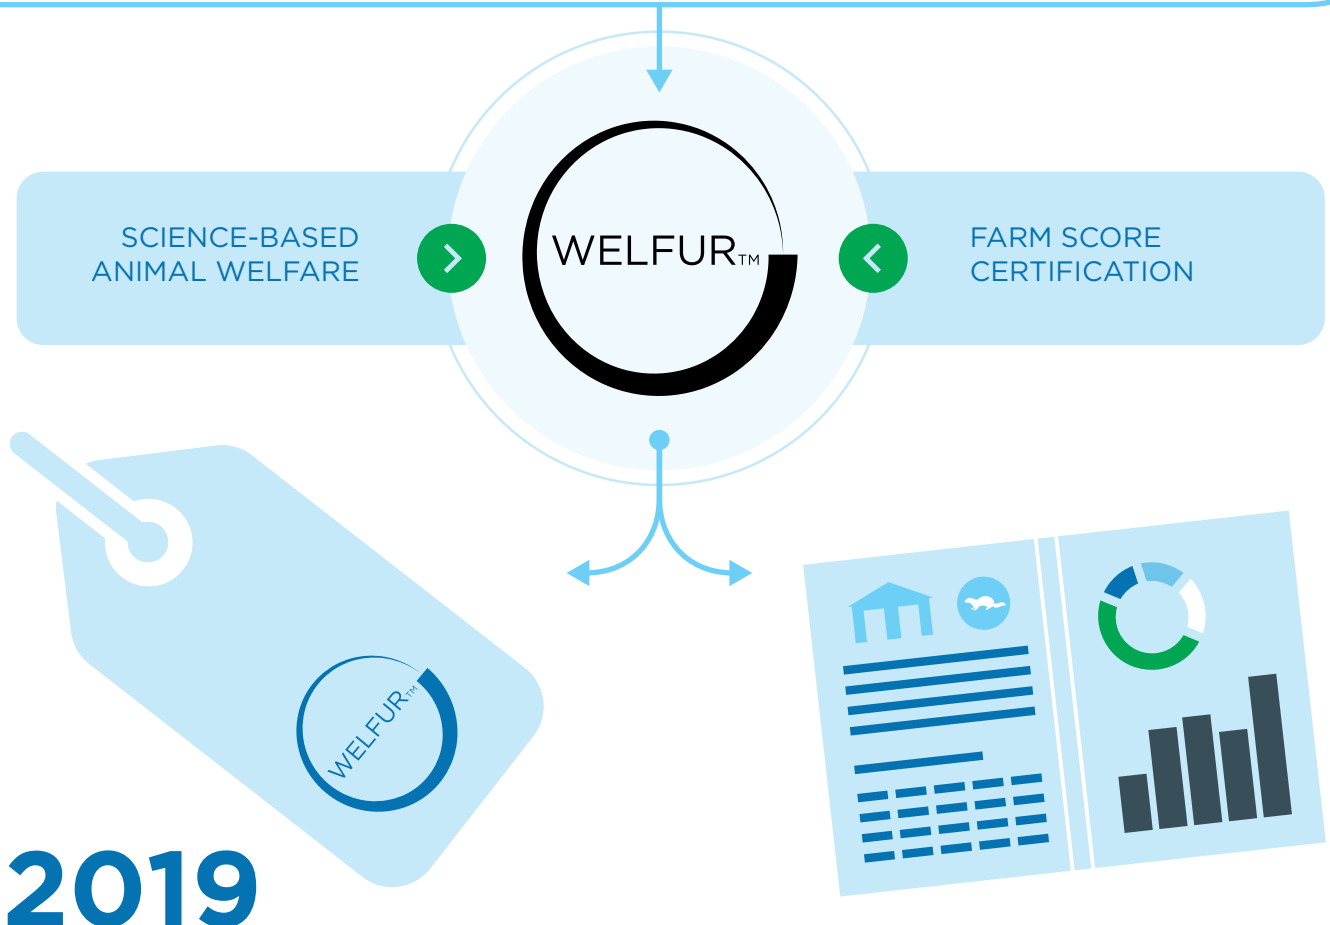 SCIENCE-BASED
ANIMAL WELFARE
WELFUR™
FARM SCORE
CERTIFICATION
WELFUR™
2019